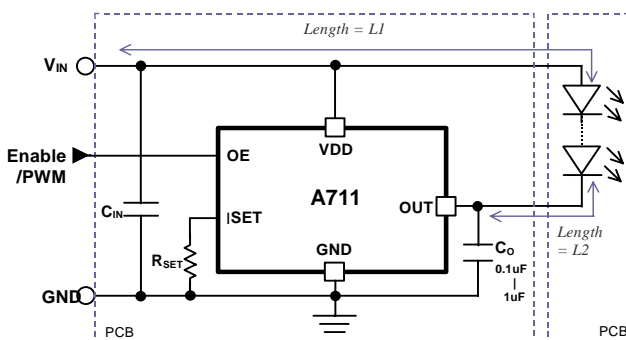 Length = L1
VIN
VDD
Enable
/PWM
OE
A711
CIN
ISET
OUT
Length
= L2
RSET
GND
CO
0.1uF
|
1uF
GND
PCB
PCB